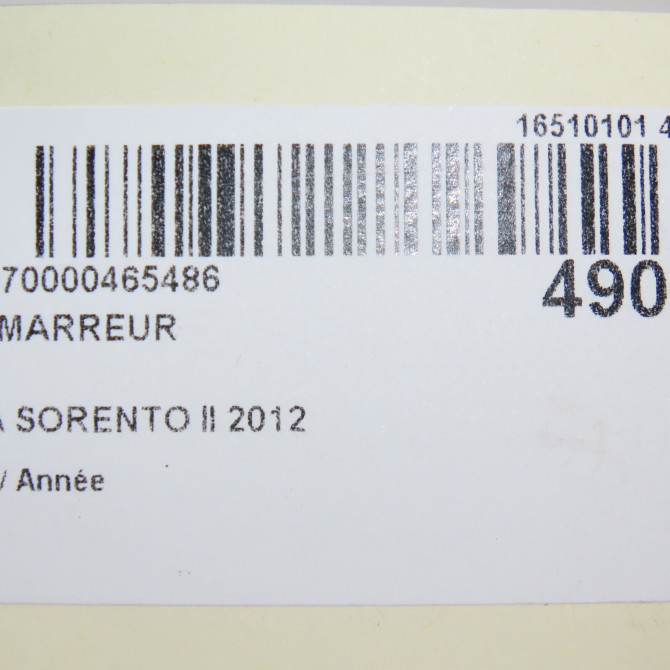 16510101 4
70000465486
490
MARREUR
A SORENTO II 2012
/ Année